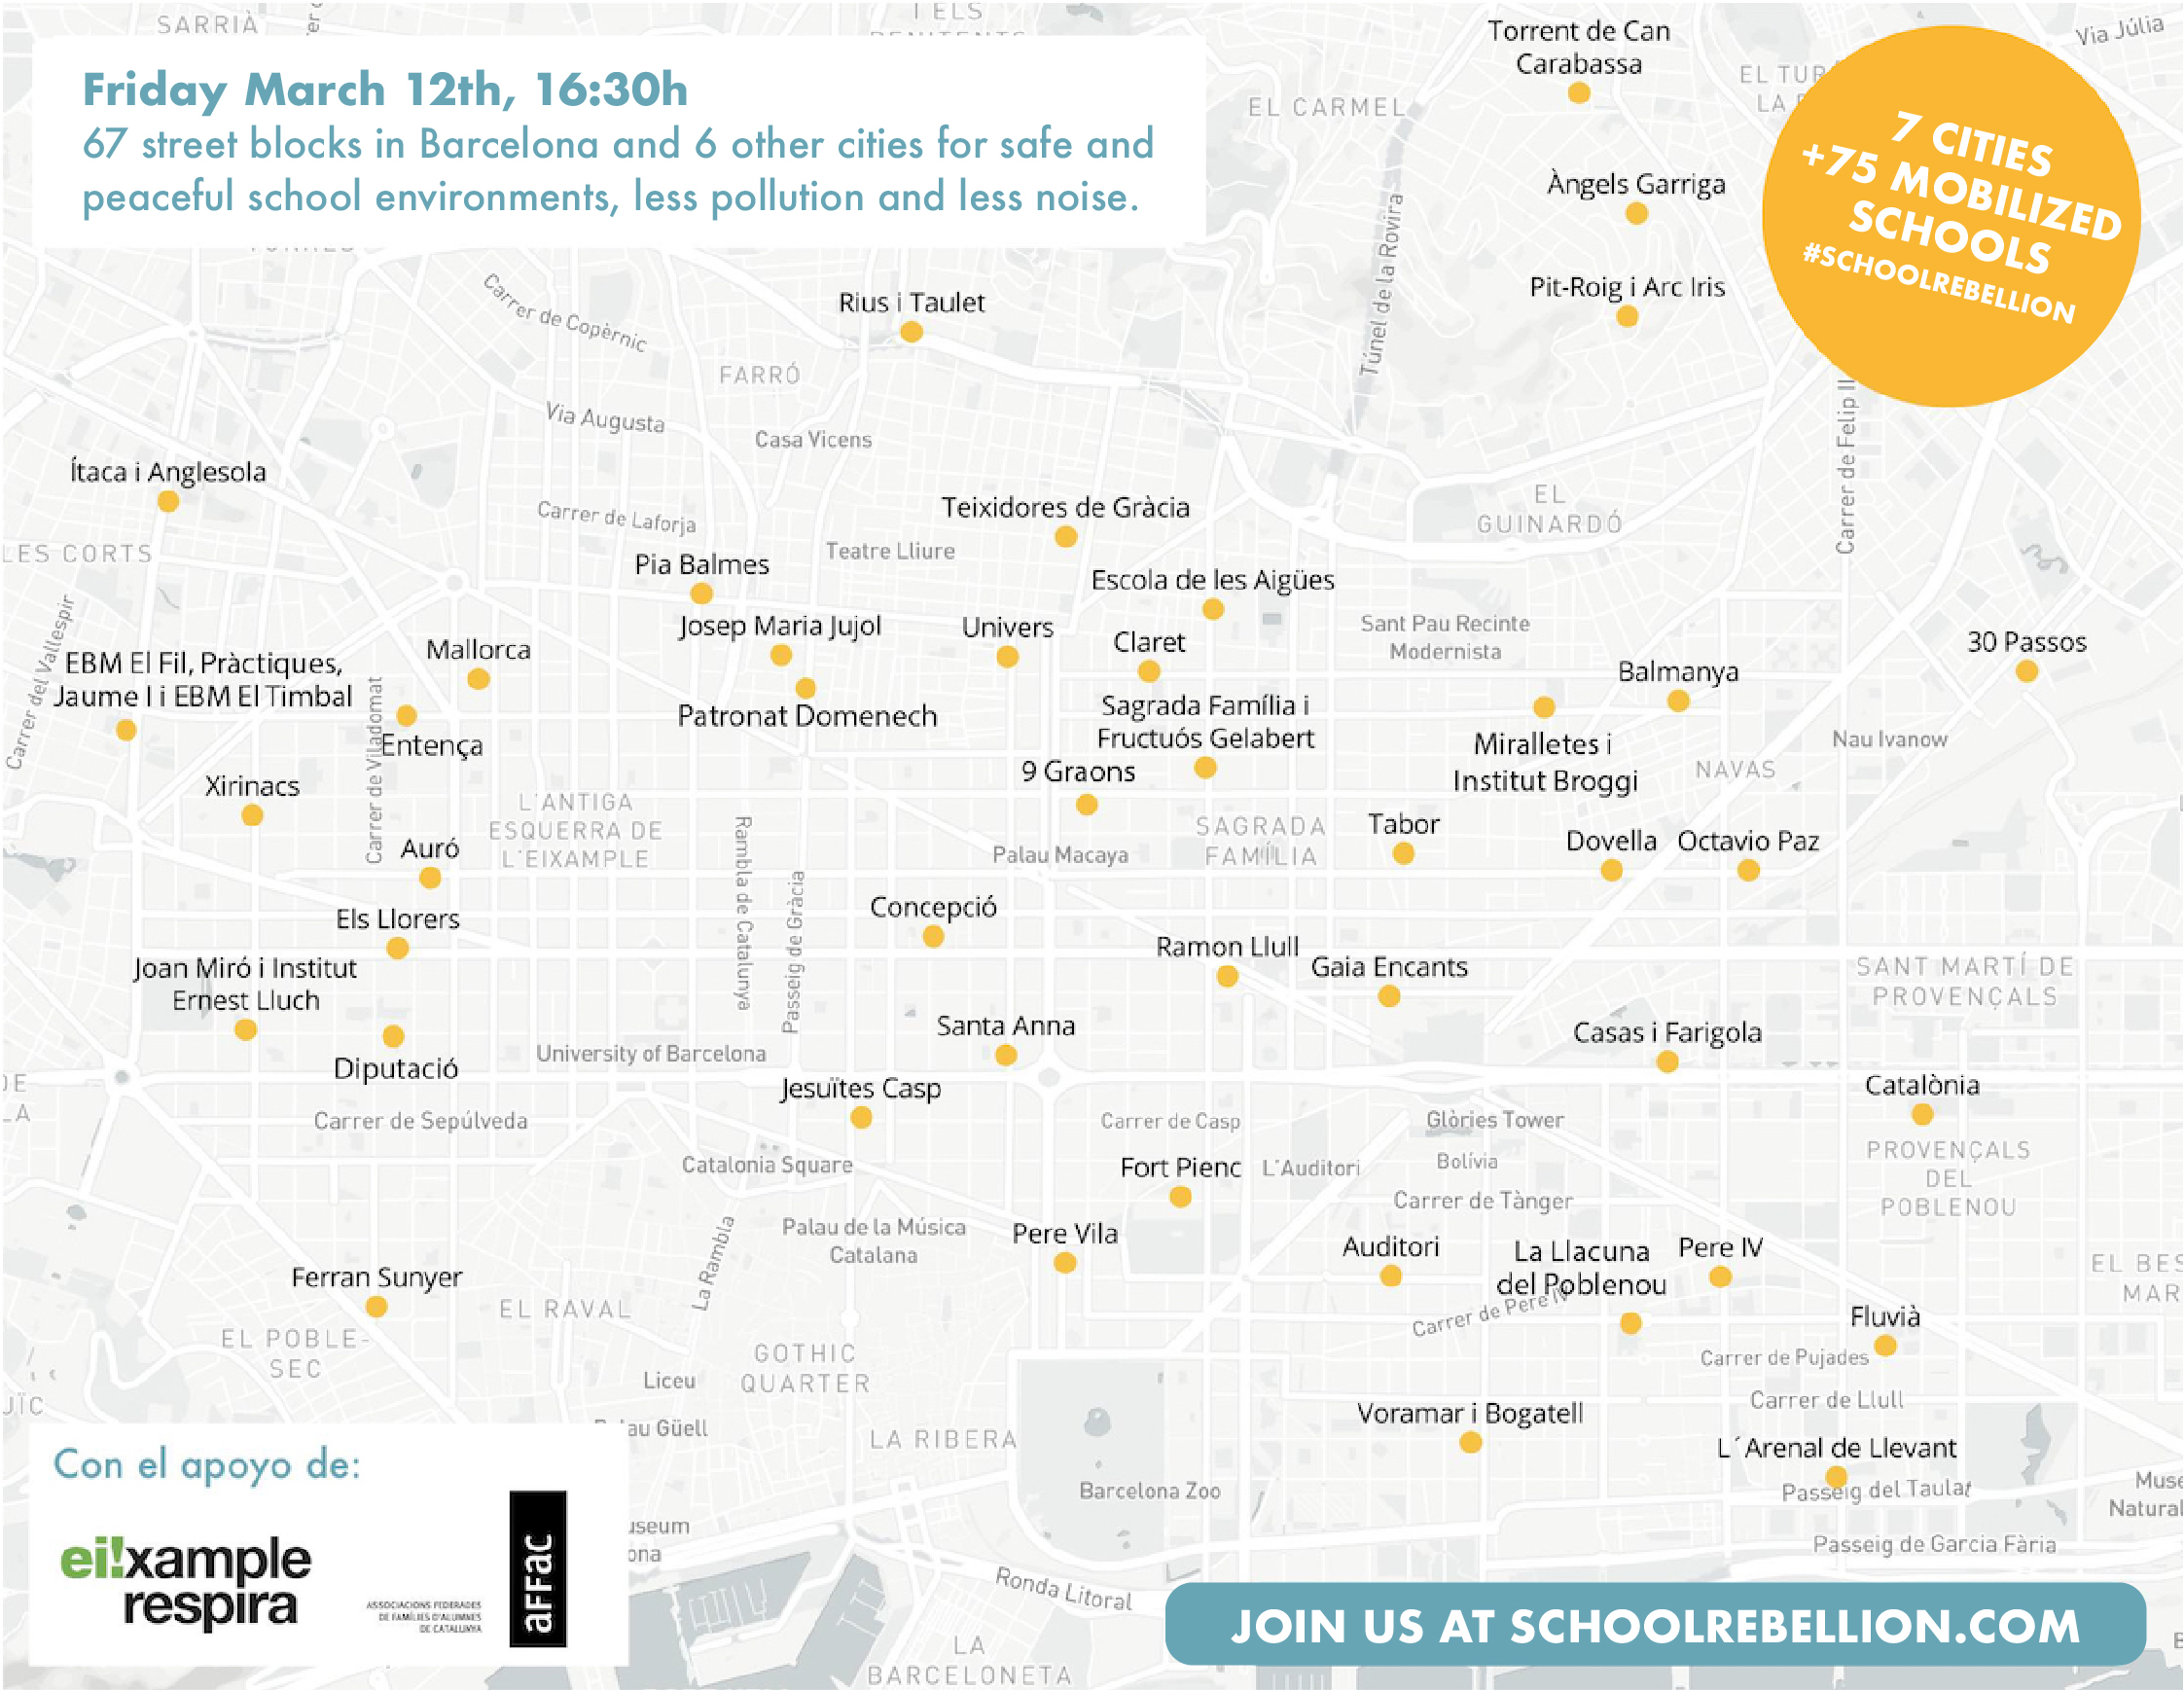 SARRIÀ
Friday March 12th, 16:30h
67 street blocks in Barcelona and 6 other cities for safe and
peaceful school environments, less pollution and less noise.
7 CITIES
+75 MOBILIZED
SCHOOLS
#SCHOOLREBELLION
Via Júlia
Torrent de Can
Carabassa
EL CARMEL
Àngels Garriga
Túnel de la Rovira
Pit-Roig i Arc Iris
Carrer de Copèrnic
Rius i Taulet
FARRÓ
Via Augusta
Casa Vicens
Carrer de Felip II
Ítaca i Anglesola
LES CORTS
Carrer de Laforja
Teixidores de Gràcia
Teatre Lliure
EL
GUINARDÓ
Pia Balmes
Escola de les Aigües
Josep Maria Jujol
Univers
Claret
Sant Pau Recinte
Modernista
30 Passos
Carrer del Vallespir
EBM El Fil, Pràctiques,
Jaume I i EBM El Timbal
Mallorca
Balmanya
Carrer de Viladomat
Entença
Patronat Domenech
Sagrada Família i
Fructuós Gelabert
Miralletes i
Institut Broggi
Nau Ivanow
NAVAS
9 Graons
Xirinacs
L'ANTIGA
ESQUERRA DE
L'EIXAMPLE
Rambla de Catalunya
Passeig de Gràcia
Palau Macaya
SAGRADA
FAMÍLIA
Tabor
Dovella
Octavio Paz
Auró
Els Llorers
Concepció
Ramon Llull
Gaia Encants
SANT MARTÍ DE
PROVENÇALS
Joan Miró i Institut
Ernest Lluch
Diputació
University of Barcelona
Santa Anna
Casas i Farigola
Jesuïtes Casp
Catalònia
Carrer de Sepúlveda
Carrer de Casp
Glòries Tower
PROVENÇALS
DEL
POBLENOU
Catalonia Square
Fort Pienc
L'Auditori
Bolívia
Carrer de Tànger
La Rambla
Palau de la Música
Catalana
Pere Vila
Auditori
La Llacuna
del Poblenou
Pere IV
Carrer de Pere IV
Ferran Sunyer
EL RAVAL
EL POBLE-
SEC
Fluvià
GOTHIC
QUARTER
Liceu
Carrer de Pujades
Carrer de Llull
Voramar i Bogatell
LA RIBERA
L´Arenal de Llevant
Barcelona Zoo
Passeig del Taulat
Passeig de Garcia Fària
Con el apoyo de:
ei!xample
respira
ASSOCIACIONS FEDERADES
DE FAMÍLIES D'ALUMNES
DE CATALUNYA
aFFac
Ronda Litoral
LA
BARCELONETA
JOIN US AT SCHOOLREBELLION.COM